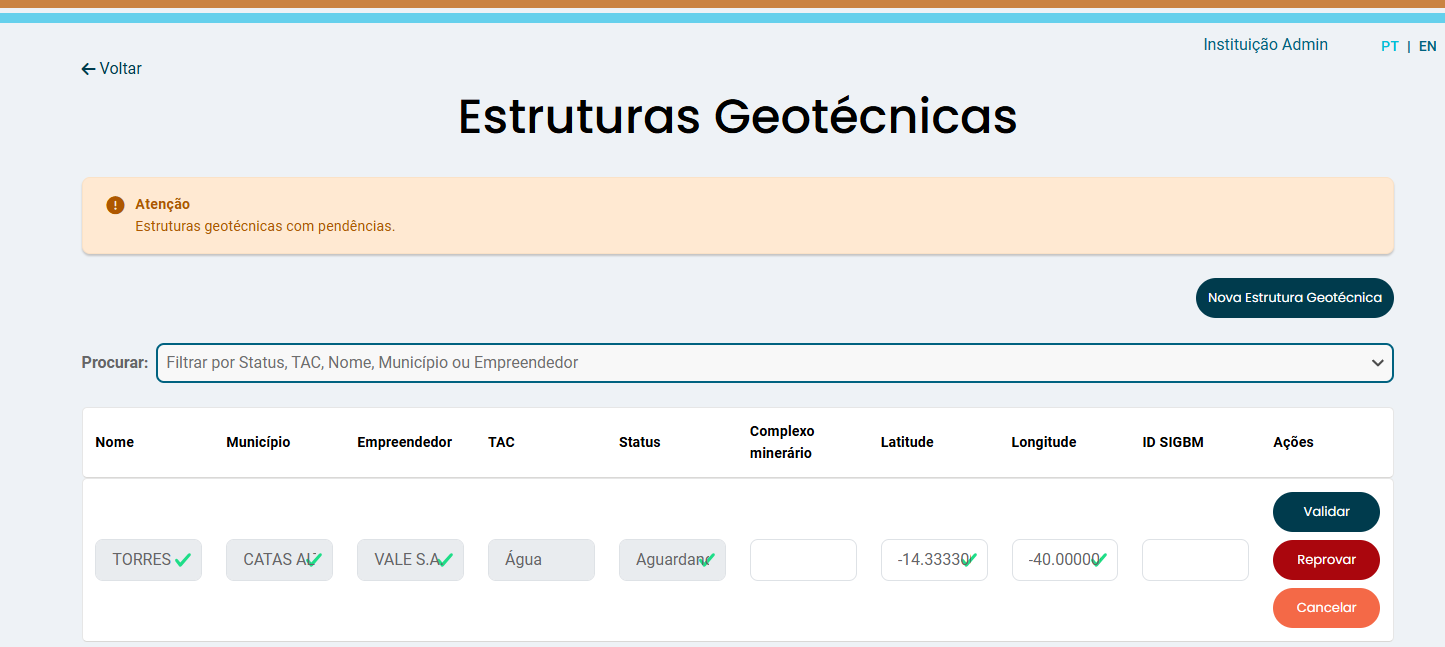 Instituição Admin
PT | EN
Voltar
Estruturas Geotécnicas
Atenção
Estruturas geotécnicas com pendências.
Nova Estrutura Geotécnica
Procurar: Filtrar por Status, TAC, Nome, Município ou Empreendedor
Nome Município Empreendedor TAC Status Complexo minerário Latitude Longitude ID SIGBM Ações
Validar
TORRES CATAS VALE S.A Água -14.33330 -40.00000 Reprovar
Cancelar